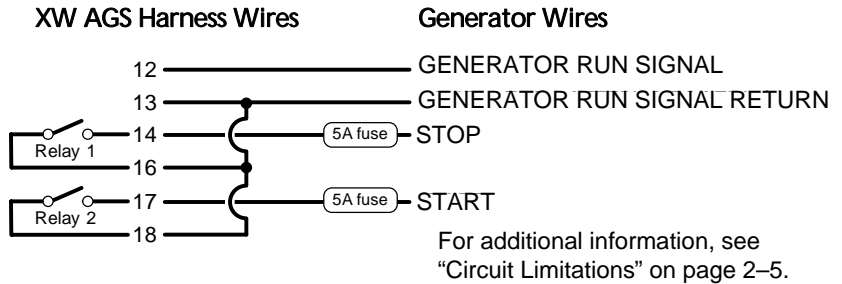 XW AGS Harness Wires Generator Wires
12 GENERATOR RUN SIGNAL
13 GENERATOR RUN SIGNAL RETURN
14 5A fuse STOP
Relay 1
16
17 5A fuse START
Relay 2
18
For additional information, see
“Circuit Limitations” on page 2–5.